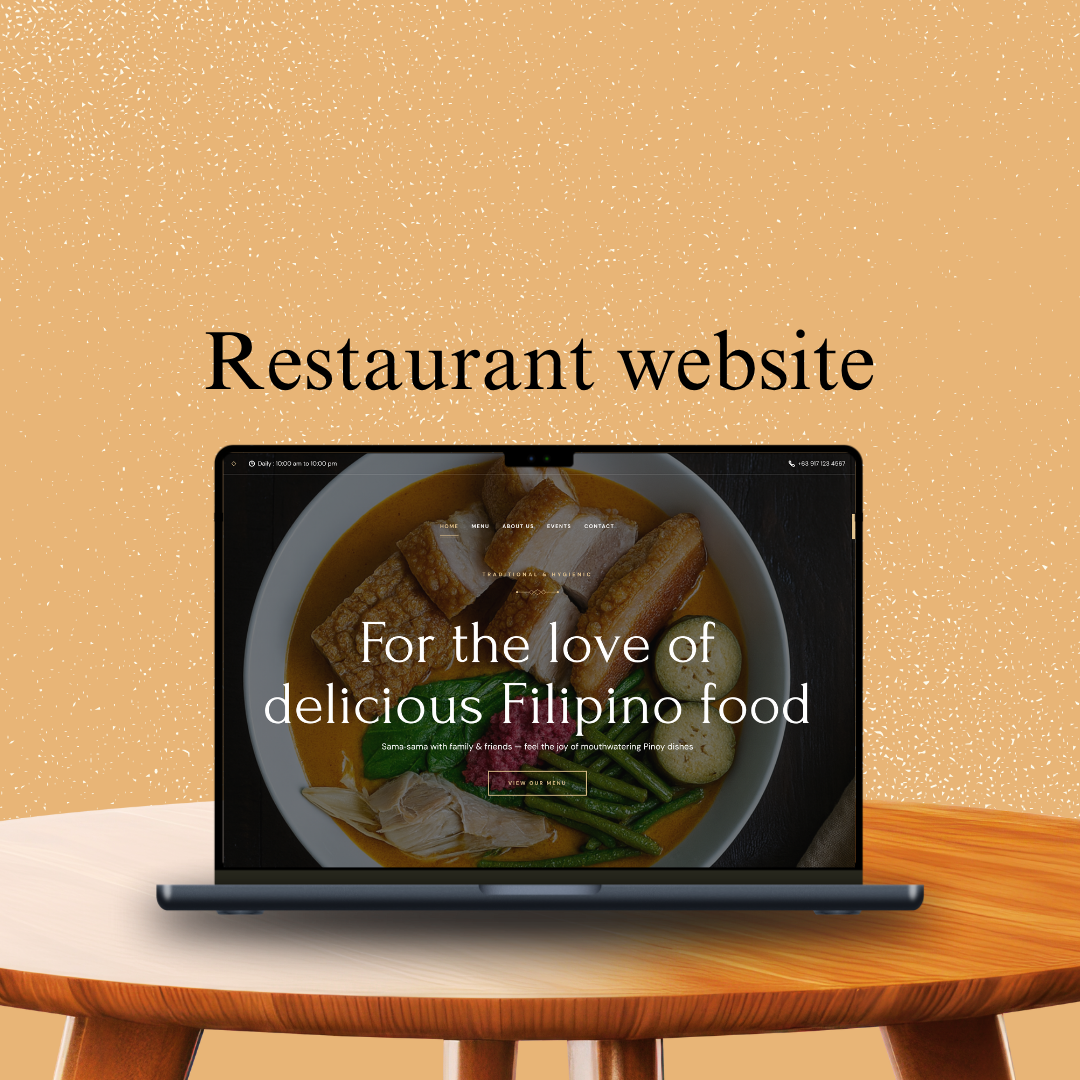 Restaurant website
Daily : 10:00 am to 10:00 pm
+63 917 123 4567
HOME MENU ABOUT US EVENTS CONTACT
TRADITIONAL & HYGIENIC
For the love of
delicious Filipino food
Sama-sama with family & friends — feel the joy of mouthwatering Pinoy dishes
VIEW OUR MENU